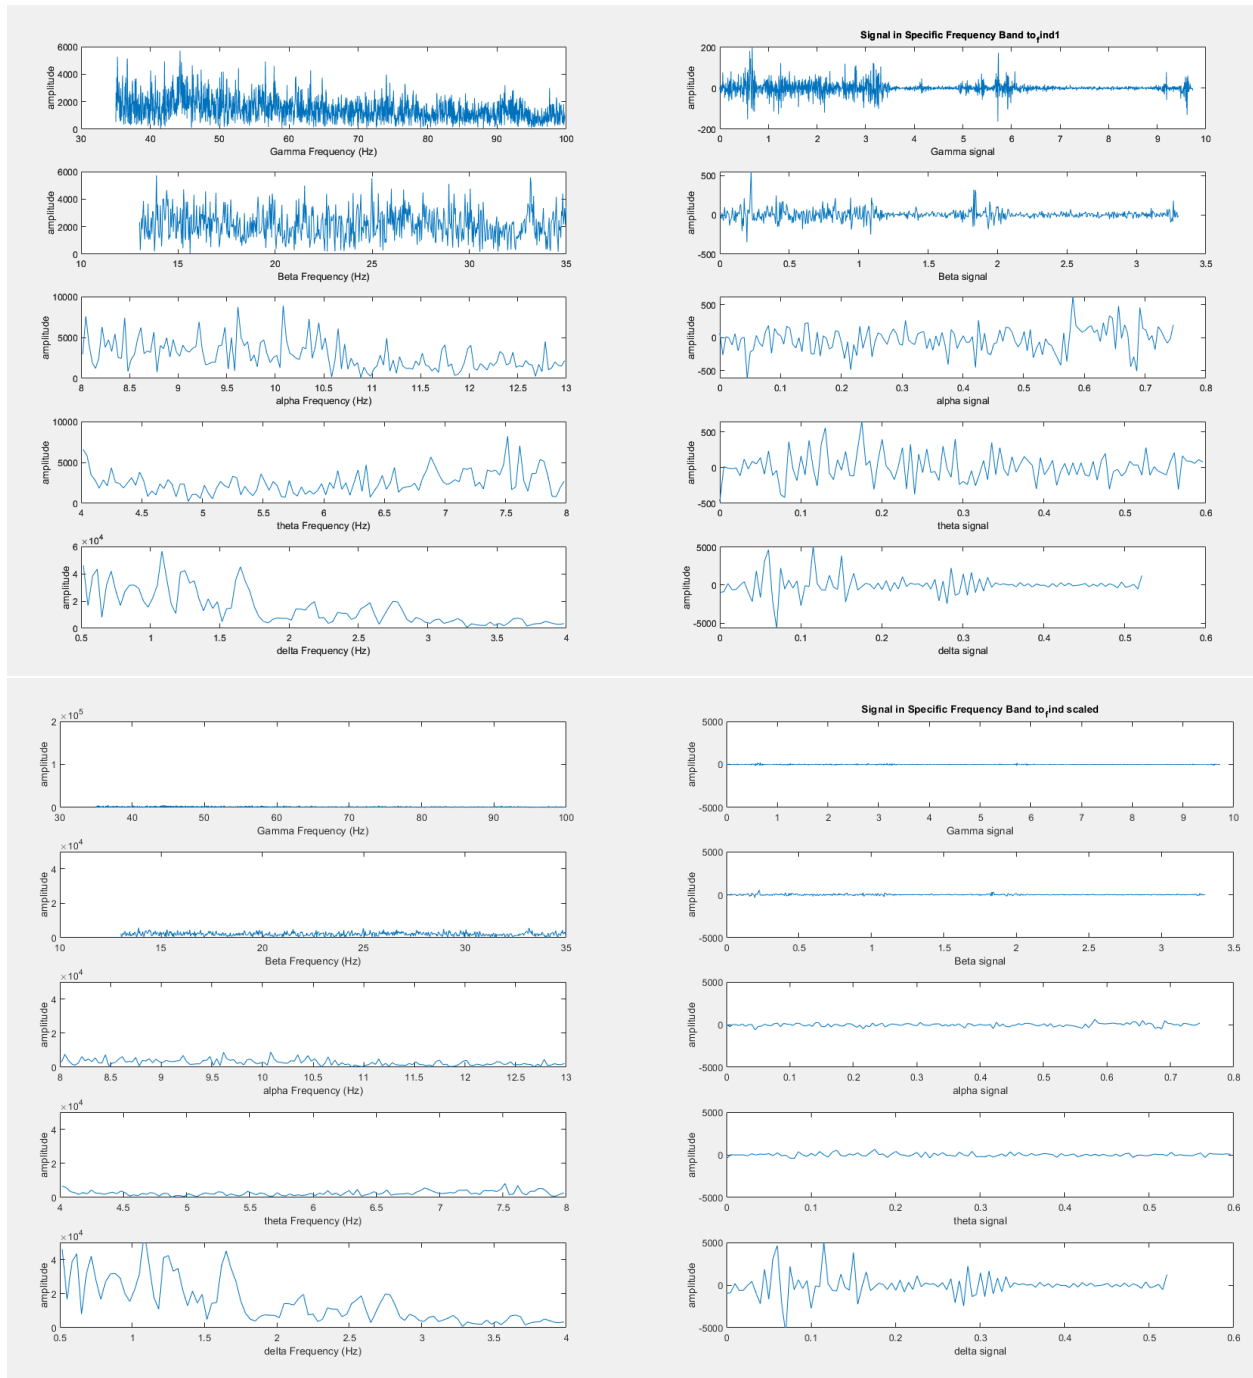 6000
4000
2000
0
amplitude
30 40 50 60 70 80 90 100
Gamma Frequency (Hz)
Signal in Specific Frequency Band to_find1
200
0
-200
amplitude
0 1 2 3 4 5 6 7 8 9 10
Gamma signal
6000
4000
2000
0
amplitude
10 15 20 25 30 35
Beta Frequency (Hz)
500
0
-500
amplitude
0 0.5 1 1.5 2 2.5 3 3.5
Beta signal
10000
5000
0
amplitude
8 8.5 9 9.5 10 10.5 11 11.5 12 12.5 13
alpha Frequency (Hz)
500
0
-500
amplitude
0 0.1 0.2 0.3 0.4 0.5 0.6 0.7 0.8
alpha signal
10000
5000
0
amplitude
4 4.5 5 5.5 6 6.5 7 7.5 8
theta Frequency (Hz)
500
0
-500
amplitude
0 0.1 0.2 0.3 0.4 0.5 0.6
theta signal
×10^4
6
4
2
0
amplitude
0.5 1 1.5 2 2.5 3 3.5 4
delta Frequency (Hz)
5000
0
-5000
amplitude
0 0.1 0.2 0.3 0.4 0.5 0.6
delta signal
×10^5
2
1
0
amplitude
30 40 50 60 70 80 90 100
Gamma Frequency (Hz)
Signal in Specific Frequency Band to_find scaled
5000
0
-5000
amplitude
0 1 2 3 4 5 6 7 8 9 10
Gamma signal
×10^4
4
2
0
amplitude
10 15 20 25 30 35
Beta Frequency (Hz)
5000
0
-5000
amplitude
0 0.5 1 1.5 2 2.5 3 3.5
Beta signal
×10^4
4
2
0
amplitude
8 8.5 9 9.5 10 10.5 11 11.5 12 12.5 13
alpha Frequency (Hz)
5000
0
-5000
amplitude
0 0.1 0.2 0.3 0.4 0.5 0.6 0.7 0.8
alpha signal
×10^4
4
2
0
amplitude
4 4.5 5 5.5 6 6.5 7 7.5 8
theta Frequency (Hz)
5000
0
-5000
amplitude
0 0.1 0.2 0.3 0.4 0.5 0.6
theta signal
×10^4
4
2
0
amplitude
0.5 1 1.5 2 2.5 3 3.5 4
delta Frequency (Hz)
5000
0
-5000
amplitude
0 0.1 0.2 0.3 0.4 0.5 0.6
delta signal